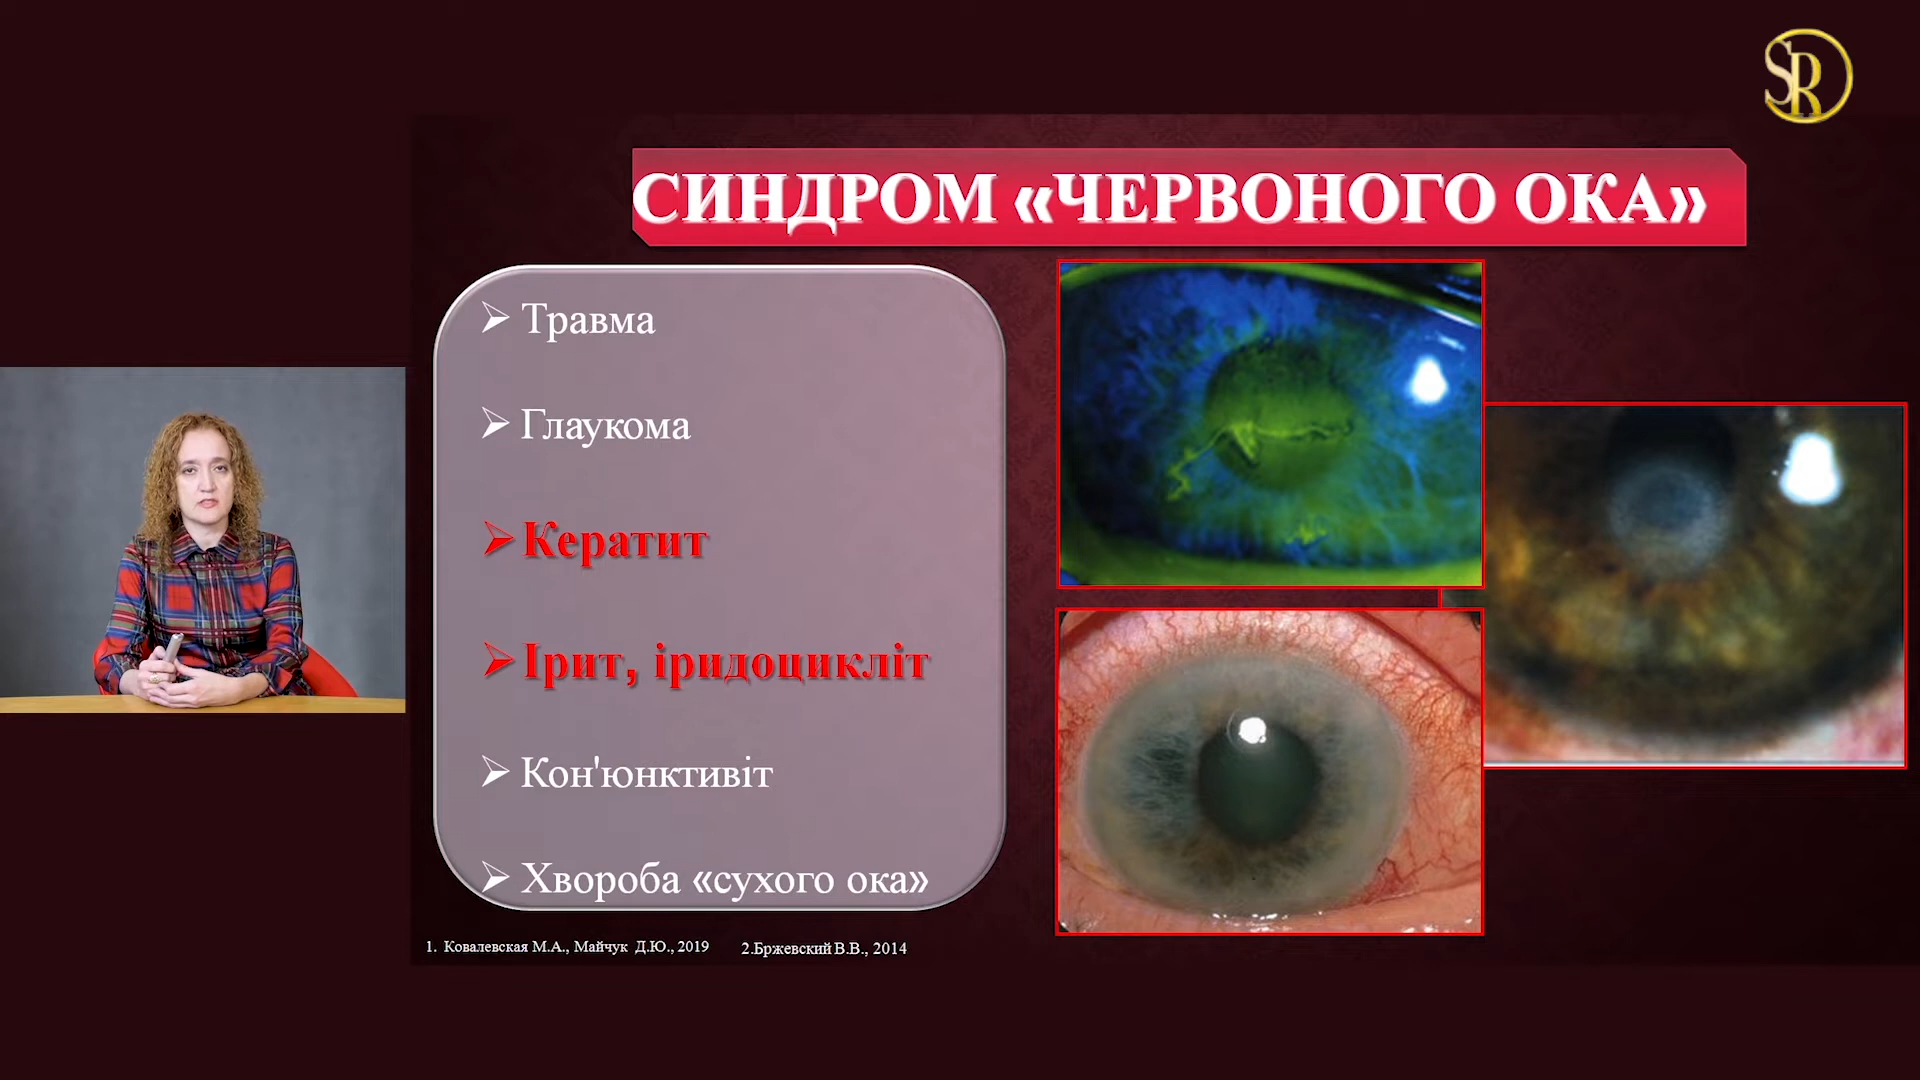 SR
СИНДРОМ «ЧЕРВОНОГО ОКА»
➢ Травма
➢ Глаукома
➢ Кератит
➢ Ірит, іридоцикліт
➢ Кон'юнктивіт
➢ Хвороба «сухого ока»
1. Ковалевская М.А., Майчук Д.Ю., 2019
2.Бржевский В.В., 2014